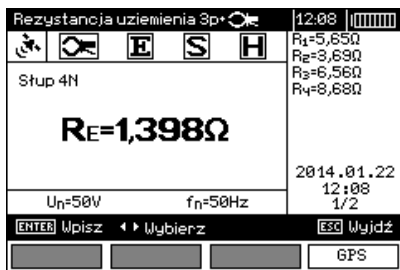 Rezystancja uziemienia 3p+ 12:08
E S H
Słup 4N
RE=1,398Ω
Un=50V fn=50Hz
R1=5,65Ω
R2=3,69Ω
R3=6,56Ω
R4=8,68Ω
2014.01.22
12:08
1/2
ENTER Wpisz Wybierz ESC Wyjdź
GPS